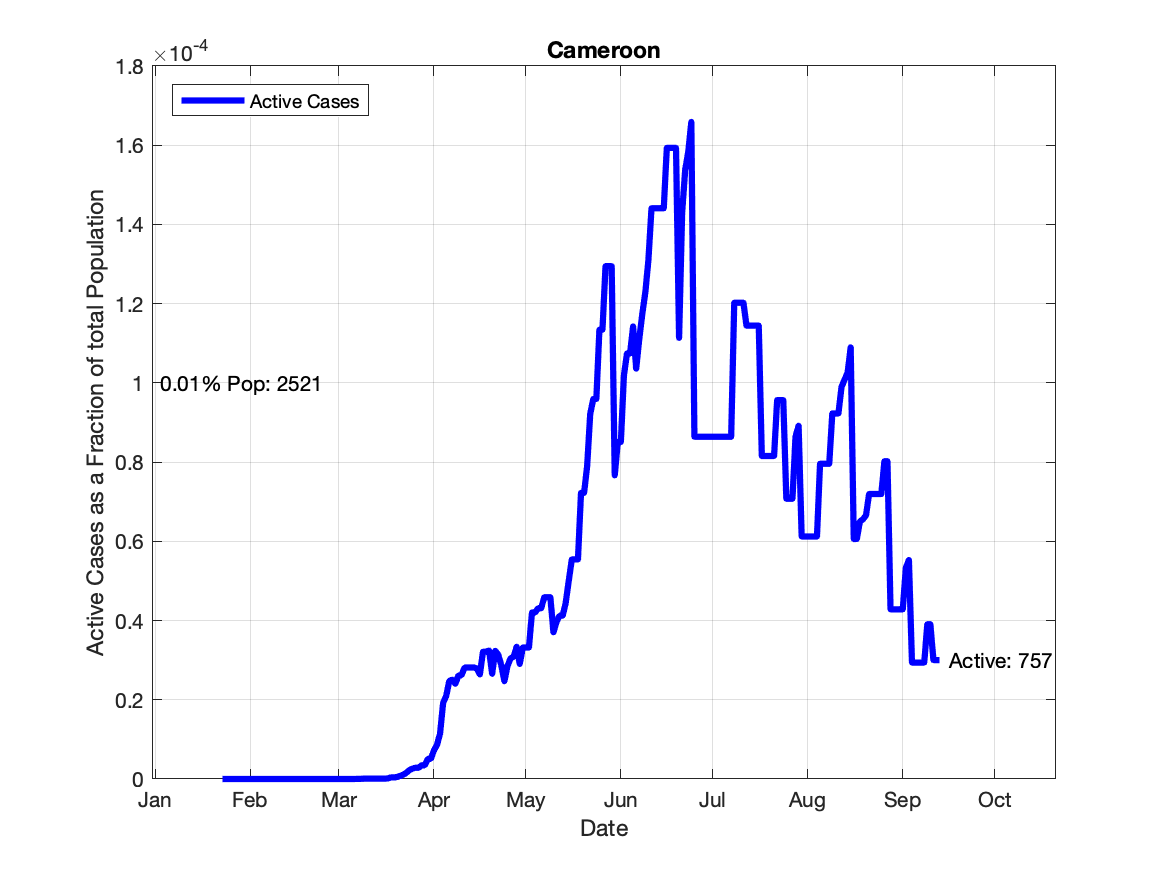 Cameroon
×10-4
1.8
1.6
1.4
1.2
1
0.8
0.6
0.4
0.2
0
Active Cases as a Fraction of total Population
Active Cases
0.01% Pop: 2521
Active: 757
Jan Feb Mar Apr May Jun Jul Aug Sep Oct
Date